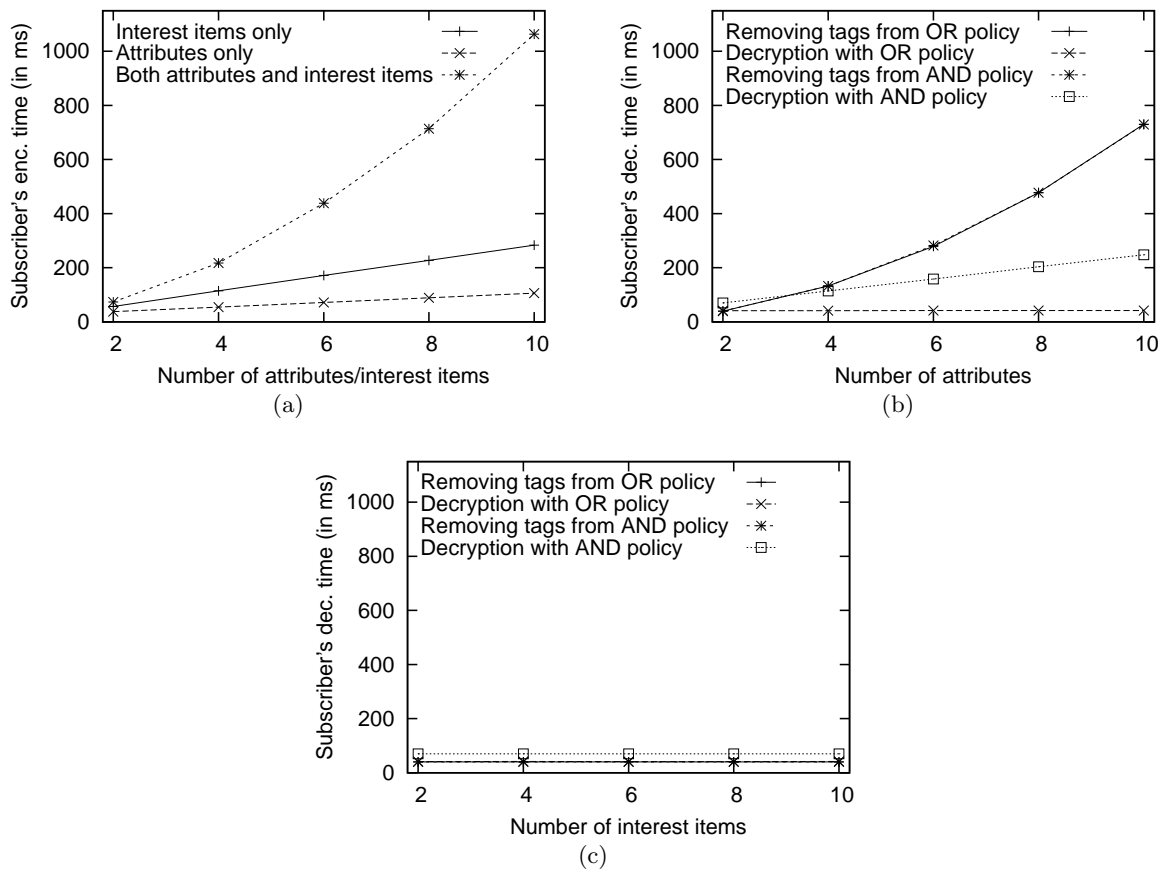 Subscriber's enc. time (in ms)
1000
800
600
400
200
0
Interest items only
Attributes only
Both attributes and interest items
2 4 6 8 10
Number of attributes/interest items
(a)
Subscriber's dec. time (in ms)
1000
800
600
400
200
0
Removing tags from OR policy
Decryption with OR policy
Removing tags from AND policy
Decryption with AND policy
2 4 6 8 10
Number of attributes
(b)
Subscriber's dec. time (in ms)
1000
800
600
400
200
0
Removing tags from OR policy
Decryption with OR policy
Removing tags from AND policy
Decryption with AND policy
2 4 6 8 10
Number of interest items
(c)